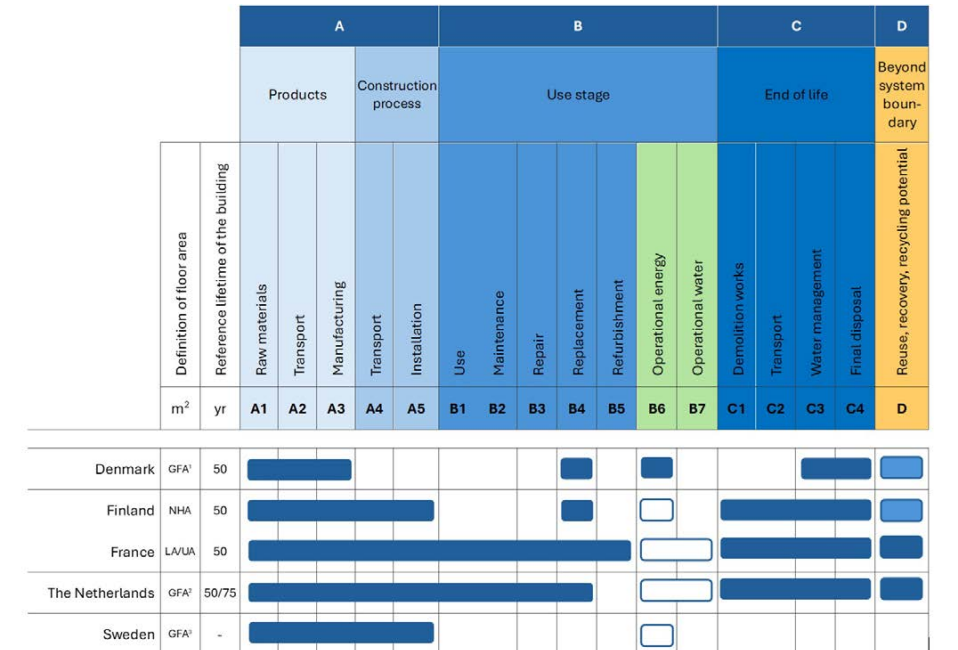 A
B
C
D
Products
Construction
process
Use stage
End of life
Beyond
system
boun-
dary
Definition of floor area
Reference lifetime of the building
Raw materials
Transport
Manufacturing
Transport
Installation
Use
Maintenance
Repair
Replacement
Refurbishment
Operational energy
Operational water
Demolition works
Transport
Water management
Final disposal
Reuse, recovery, recycling potential
m² yr A1 A2 A3 A4 A5 B1 B2 B3 B4 B5 B6 B7 C1 C2 C3 C4 D
Denmark GFA¹ 50
Finland NHA 50
France LA/UA 50
The Netherlands GFA² 50/75
Sweden GFA³ -